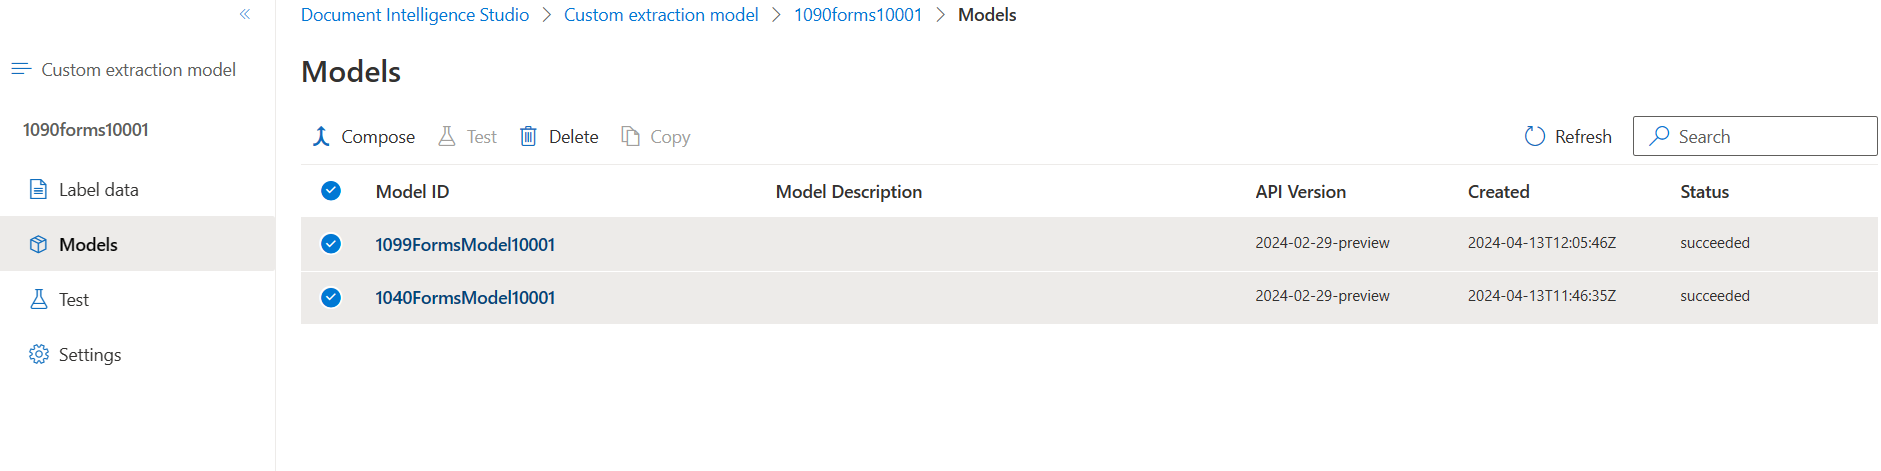 Document Intelligence Studio > Custom extraction model > 1090forms10001 > Models
Custom extraction model
1090forms10001
Label data
Models
Test
Settings
Models
Compose Test Delete Copy Refresh Search
Model ID Model Description API Version Created Status
1099FormsModel10001 2024-02-29-preview 2024-04-13T12:05:46Z succeeded
1040FormsModel10001 2024-02-29-preview 2024-04-13T11:46:35Z succeeded